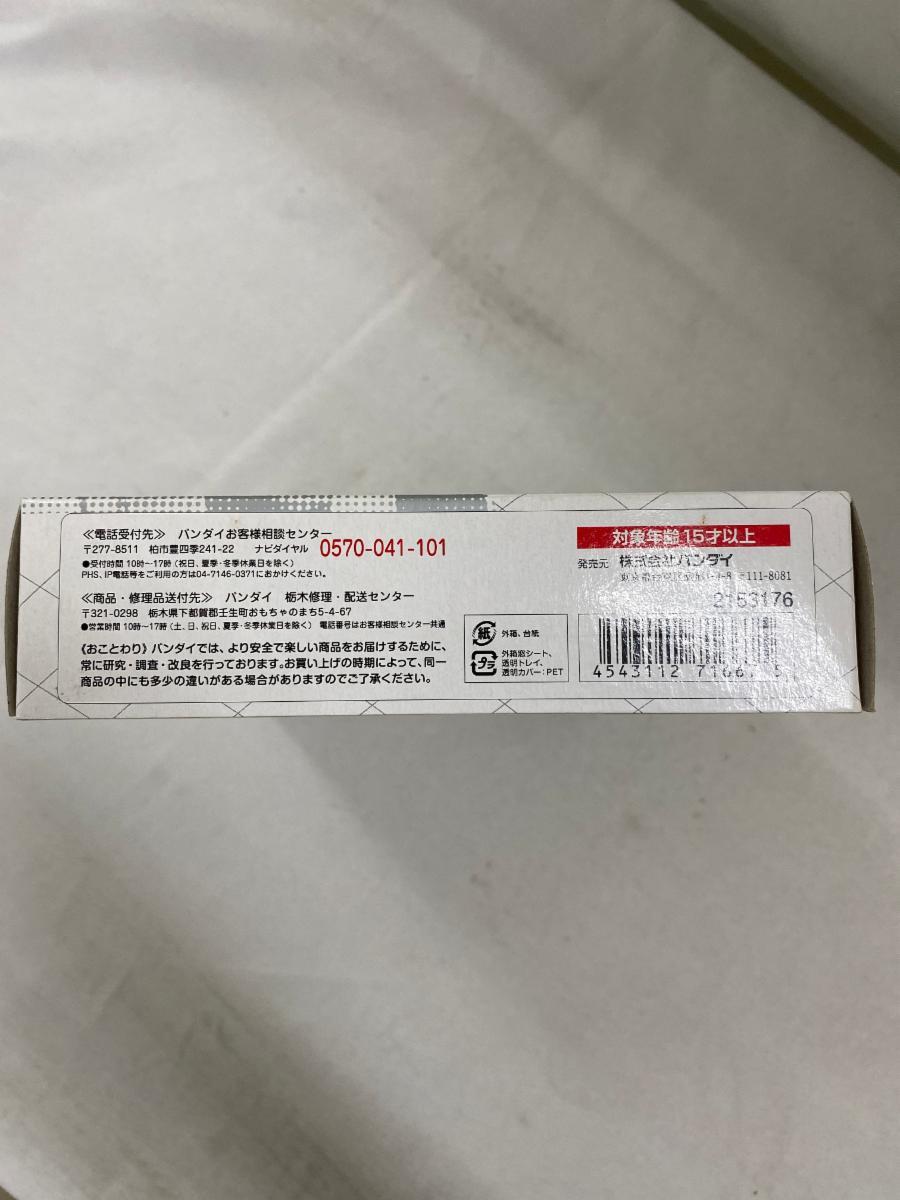 ≪電話受付先≫ バンダイお客様相談センター
〒277-8511 柏市豊四季241-22 ナビダイヤル 0570-041-101
●受付時間 10時〜17時(祝日、夏季・冬季休業日を除く)
PHS、IP電話等をご利用の方は04-7146-0371におかけください。
≪商品・修理品送付先≫ バンダイ 栃木修理・配送センター
〒321-0298 栃木県下都賀郡壬生町おもちゃのまち5-4-67
●営業時間 10時〜17時(土、日、祝日、夏季・冬季休業日を除く) 電話番号はお客様相談センター共通
《おことわり》バンダイでは、より安全で楽しい商品をお届けするために、
常に研究・調査・改良を行っております。お買い上げの時期によって、同一
商品の中にも多少の違いがある場合がありますのでご了承ください。
紙 外箱、台紙
プラ 外箱窓シート、
透明トレイ、
透明カバー:PET
対象年齢15才以上
発売元 株式会社バンダイ
〒111-8081
2153176
4543112